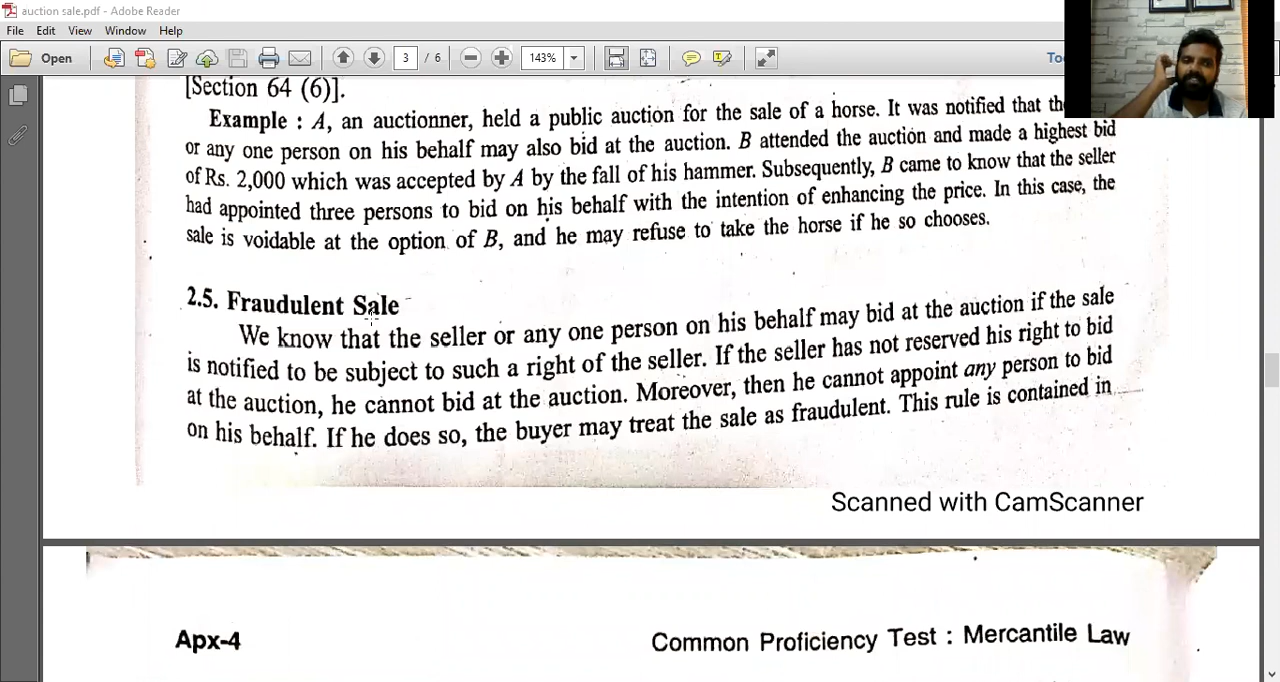 auction sale.pdf - Adobe Reader
File Edit View Window Help
Open 3 / 6 143%
[Section 64 (6)].
Example : A, an auctionner, held a public auction for the sale of a horse. It was notified that
or any one person on his behalf may also bid at the auction. B attended the auction and made a highest bid
of Rs. 2,000 which was accepted by A by the fall of his hammer. Subsequently, B came to know that the seller
had appointed three persons to bid on his behalf with the intention of enhancing the price. In this case, the
sale is voidable at the option of B, and he may refuse to take the horse if he so chooses.
2.5. Fraudulent Sale
We know that the seller or any one person on his behalf may bid at the auction if the sale
is notified to be subject to such a right of the seller. If the seller has not reserved his right to bid
at the auction, he cannot bid at the auction. Moreover, then he cannot appoint any person to bid
on his behalf. If he does so, the buyer may treat the sale as fraudulent. This rule is contained in
Scanned with CamScanner
Apx-4 Common Proficiency Test : Mercantile Law